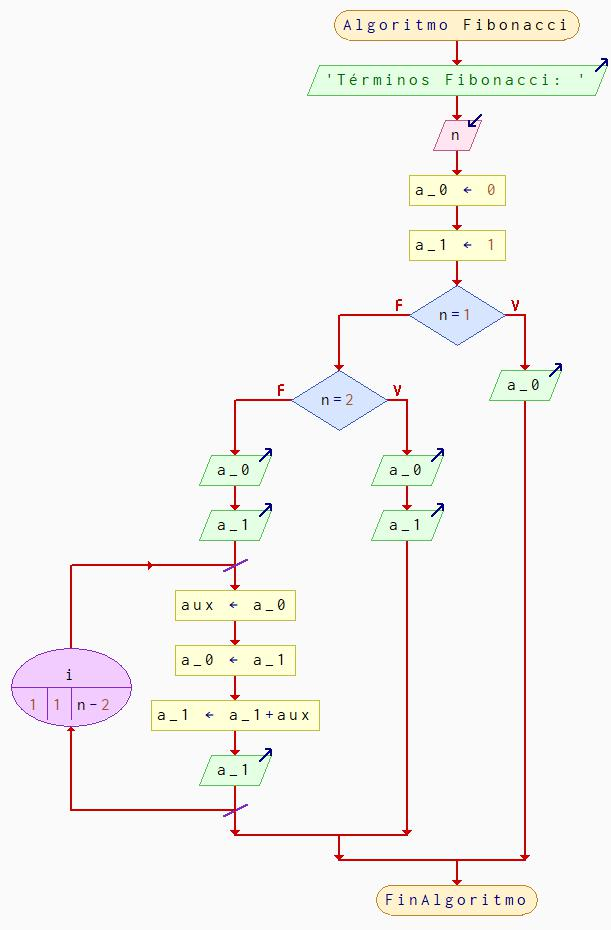 Algoritmo Fibonacci
'Términos Fibonacci: '
n
a_0 ← 0
a_1 ← 1
F
n=1
V
a_0
F
n=2
V
a_0
a_0
a_1
a_1
aux ← a_0
a_0 ← a_1
i
1 1 n-2
a_1 ← a_1+aux
a_1
FinAlgoritmo